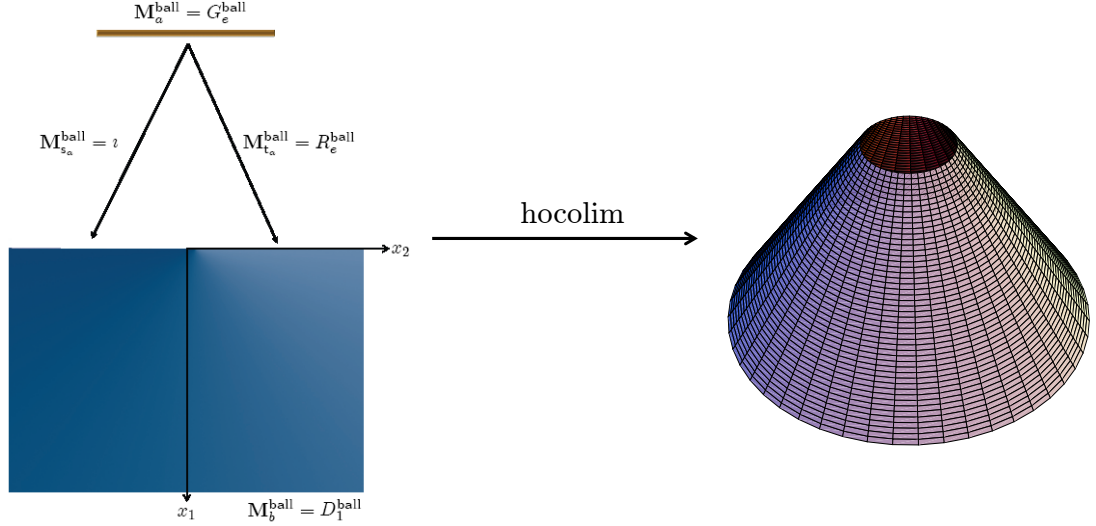 M_a^ball = G_e^ball
M_{s_a}^ball = ı
M_{t_a}^ball = R_e^ball
hocolim
x_2
x_1
M_b^ball = D_1^ball